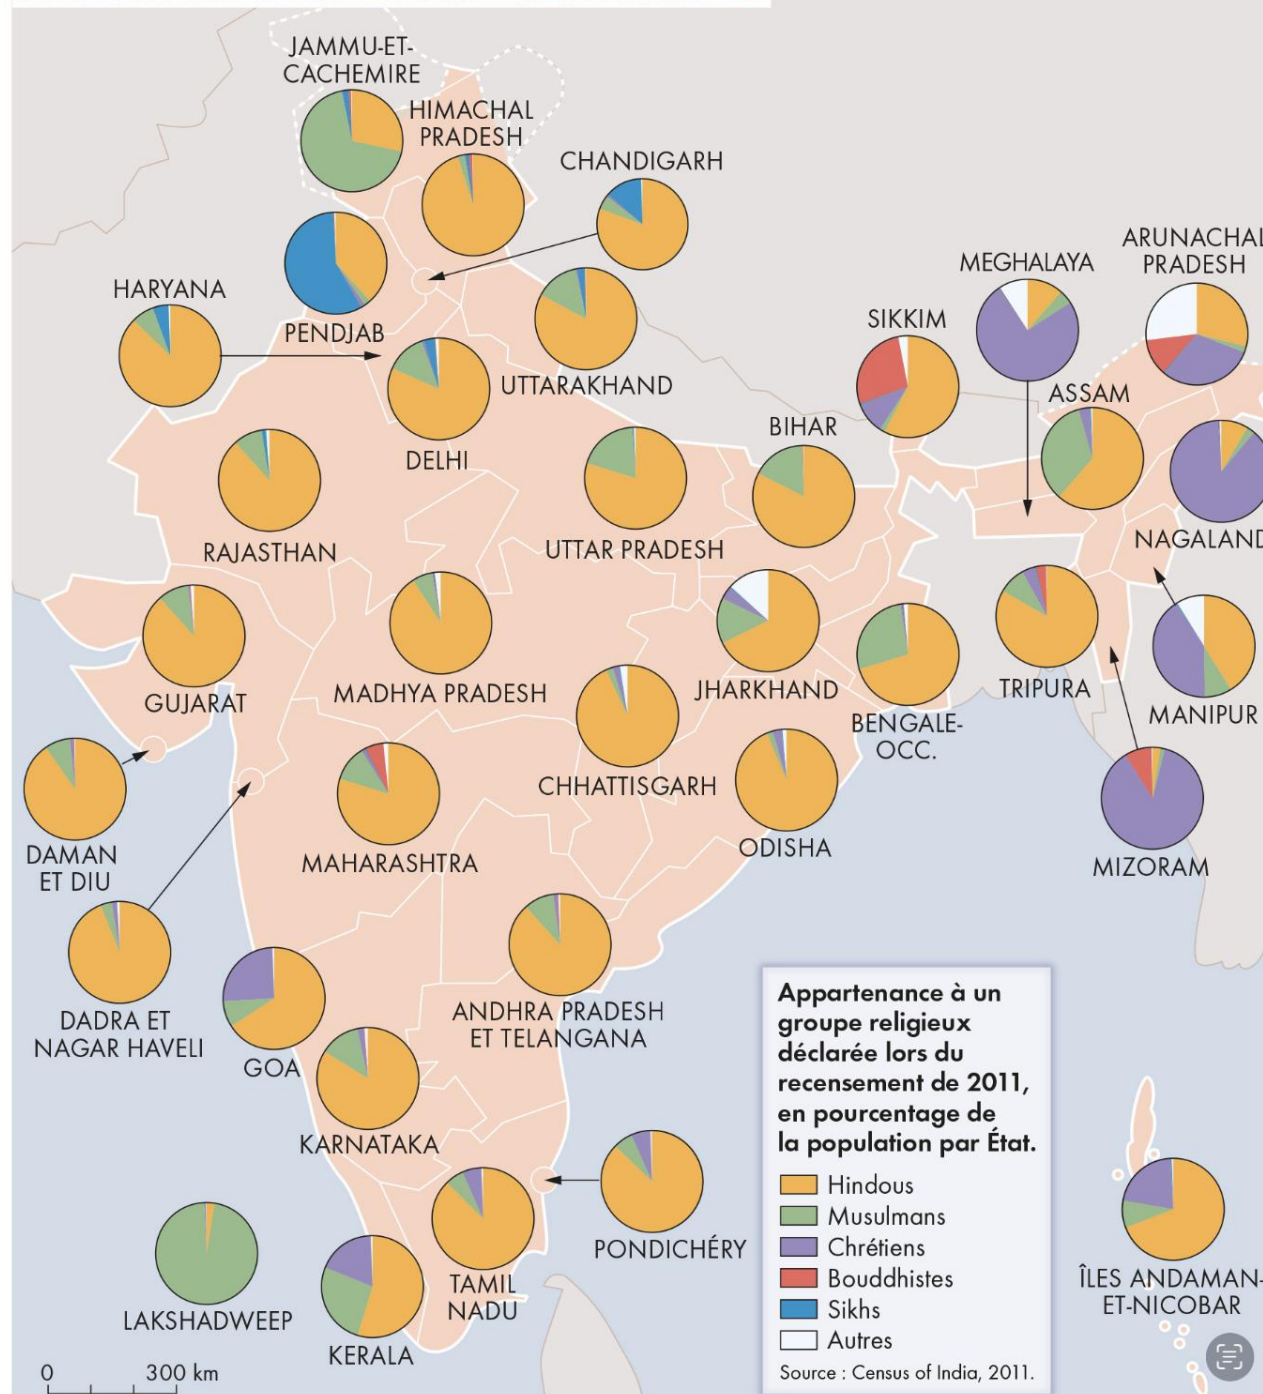 JAMMU-ET-
CACHEMIRE
HIMACHAL
PRADESH
CHANDIGARH
HARYANA
PENDJAB
UTTARAKHAND
DELHI
MEGHALAYA
ARUNACHAL
PRADESH
SIKKIM
ASSAM
NAGALAND
BIHAR
RAJASTHAN
UTTAR PRADESH
GUJARAT
MADHYA PRADESH
JHARKHAND
BENGALE-
OCC.
TRIPURA
MANIPUR
CHHATTISGARH
ODISHA
MIZORAM
DAMAN
ET DIU
MAHARASHTRA
DADRA ET
NAGAR HAVELI
GOA
ANDHRA PRADESH
ET TELANGANA
KARNATAKA
PONDICHÉRY
LAKSHADWEEP
KERALA
TAMIL
NADU
ÎLES ANDAMAN-
ET-NICOBAR
Appartenance à un
groupe religieux
déclarée lors du
recensement de 2011,
en pourcentage de
la population par État.
Hindous
Musulmans
Chrétiens
Bouddhistes
Sikhs
Autres
Source : Census of India, 2011.
0 300 km